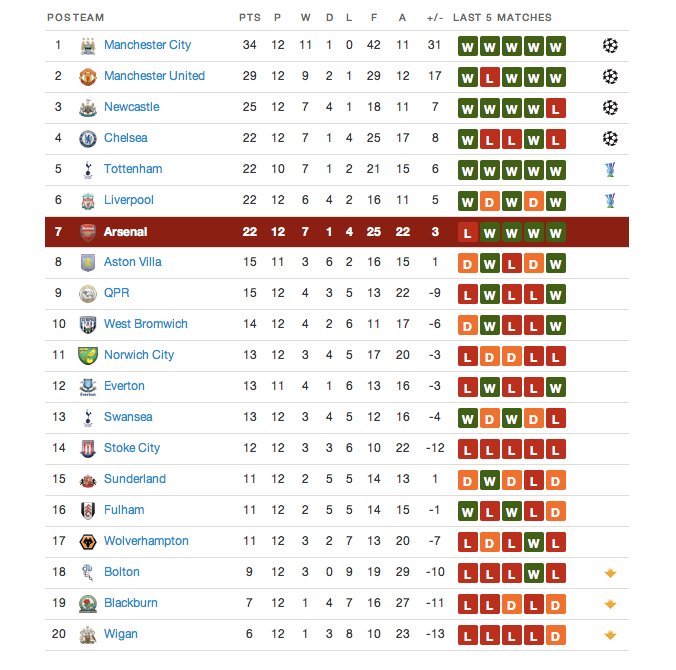 POS TEAM PTS P W D L F A +/- LAST 5 MATCHES
1 Manchester City 34 12 11 1 0 42 11 31 W W W W W
2 Manchester United 29 12 9 2 1 29 12 17 W L W W W
3 Newcastle 25 12 7 4 1 18 11 7 W W W W L
4 Chelsea 22 12 7 1 4 25 17 8 W L L W L
5 Tottenham 22 10 7 1 2 21 15 6 W W W W W
6 Liverpool 22 12 6 4 2 16 11 5 W D W D W
7 Arsenal 22 12 7 1 4 25 22 3 L W W W W
8 Aston Villa 15 11 3 6 2 16 15 1 D W L D W
9 QPR 15 12 4 3 5 13 22 -9 L W L L W
10 West Bromwich 14 12 4 2 6 11 17 -6 D W L L W
11 Norwich City 13 12 3 4 5 17 20 -3 L D D L L
12 Everton 13 11 4 1 6 13 16 -3 L W L L W
13 Swansea 13 12 3 4 5 12 16 -4 W D W D L
14 Stoke City 12 12 3 3 6 10 22 -12 L L L L L
15 Sunderland 11 12 2 5 5 14 13 1 D W D L D
16 Fulham 11 12 2 5 5 14 15 -1 W L W L D
17 Wolverhampton 11 12 3 2 7 13 20 -7 L D L W L
18 Bolton 9 12 3 0 9 19 29 -10 L L L W L
19 Blackburn 7 12 1 4 7 16 27 -11 L L D L D
20 Wigan 6 12 1 3 8 10 23 -13 L L L L D